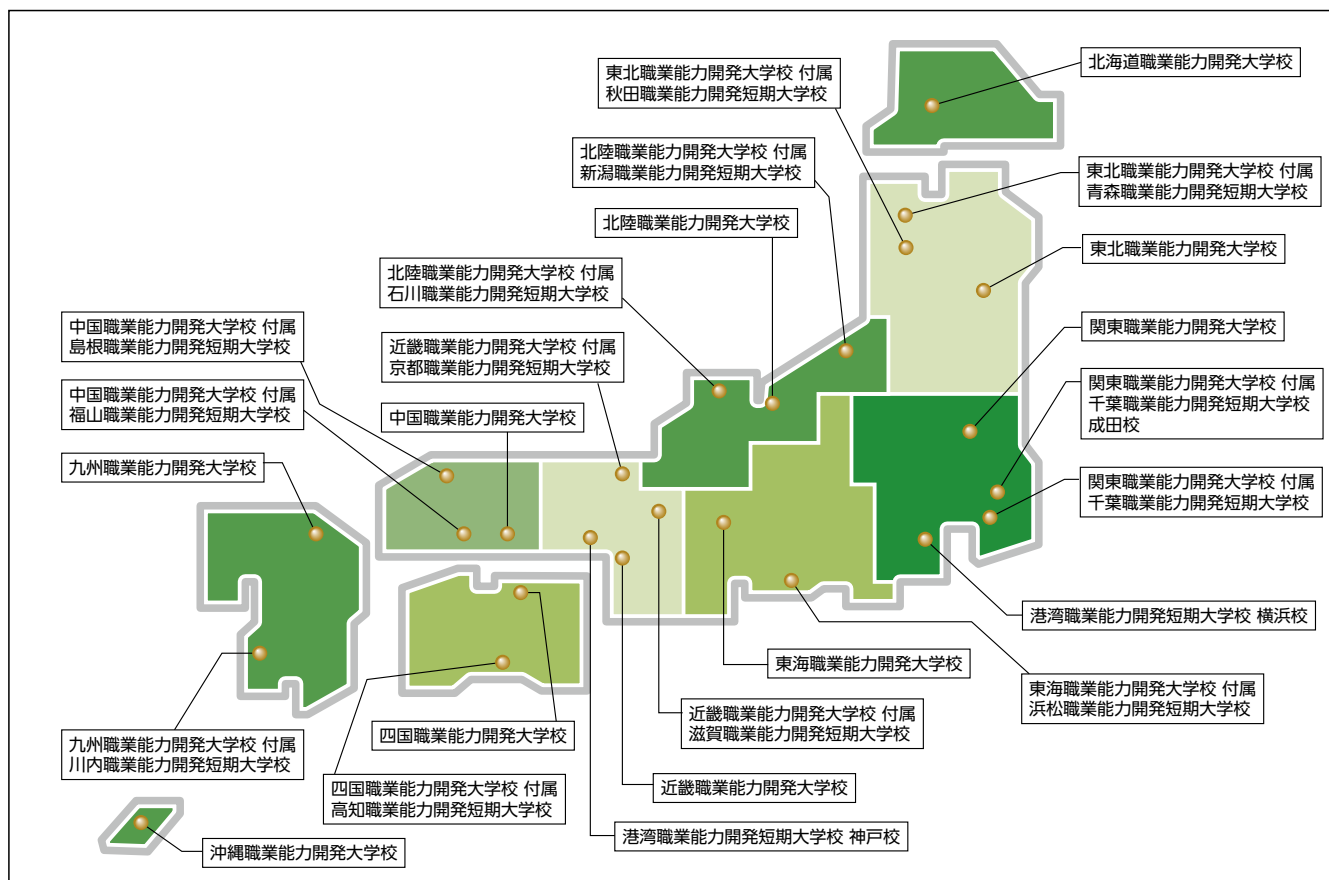 北海道職業能力開発大学校
東北職業能力開発大学校 付属
秋田職業能力開発短期大学校
北陸職業能力開発大学校 付属
新潟職業能力開発短期大学校
東北職業能力開発大学校 付属
青森職業能力開発短期大学校
北陸職業能力開発大学校
東北職業能力開発大学校
北陸職業能力開発大学校 付属
石川職業能力開発短期大学校
中国職業能力開発大学校 付属
島根職業能力開発短期大学校
近畿職業能力開発大学校 付属
京都職業能力開発短期大学校
関東職業能力開発大学校
中国職業能力開発大学校 付属
福山職業能力開発短期大学校
中国職業能力開発大学校
関東職業能力開発大学校 付属
千葉職業能力開発短期大学校
成田校
九州職業能力開発大学校
関東職業能力開発大学校 付属
千葉職業能力開発短期大学校
港湾職業能力開発短期大学校 横浜校
東海職業能力開発大学校
東海職業能力開発大学校 付属
浜松職業能力開発短期大学校
近畿職業能力開発大学校 付属
滋賀職業能力開発短期大学校
四国職業能力開発大学校
九州職業能力開発大学校 付属
川内職業能力開発短期大学校
四国職業能力開発大学校 付属
高知職業能力開発短期大学校
近畿職業能力開発大学校
港湾職業能力開発短期大学校 神戸校
沖縄職業能力開発大学校